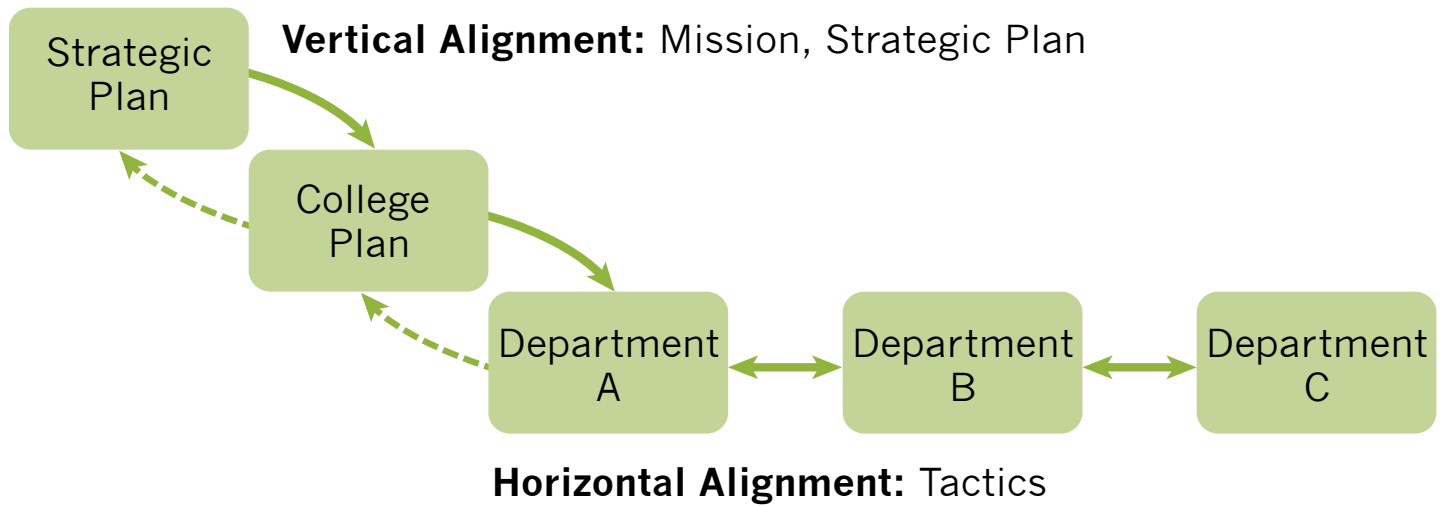 Strategic
Plan
Vertical Alignment: Mission, Strategic Plan
College
Plan
Department
A
Department
B
Department
C
Horizontal Alignment: Tactics